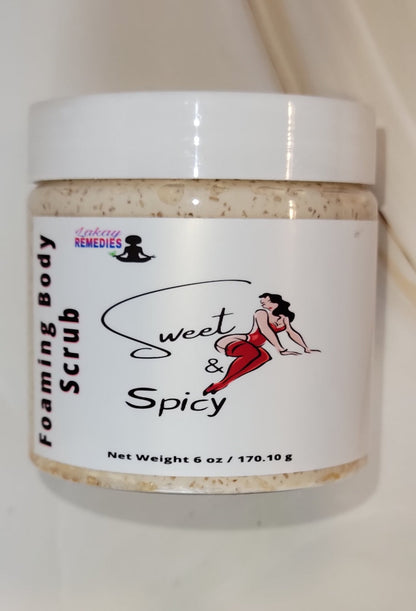 Lakay
REMEDIES
Foaming Body
Scrub
Sweet
&
Spicy
Net Weight 6 oz / 170.10 g